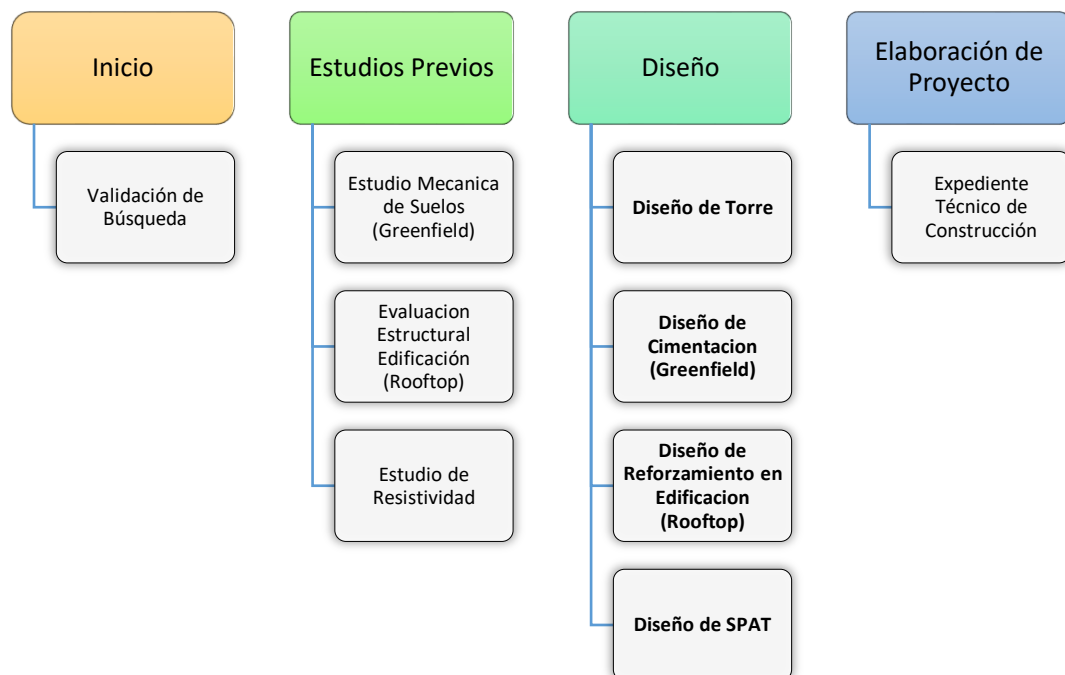 Inicio
Validación de
Búsqueda
Estudios Previos
Estudio Mecanica
de Suelos
(Greenfield)
Evaluacion
Estructural
Edificación
(Rooftop)
Estudio de
Resistividad
Diseño
Diseño de Torre
Diseño de
Cimentacion
(Greenfield)
Diseño de
Reforzamiento en
Edificacion
(Rooftop)
Diseño de SPAT
Elaboración de
Proyecto
Expediente
Técnico de
Construcción